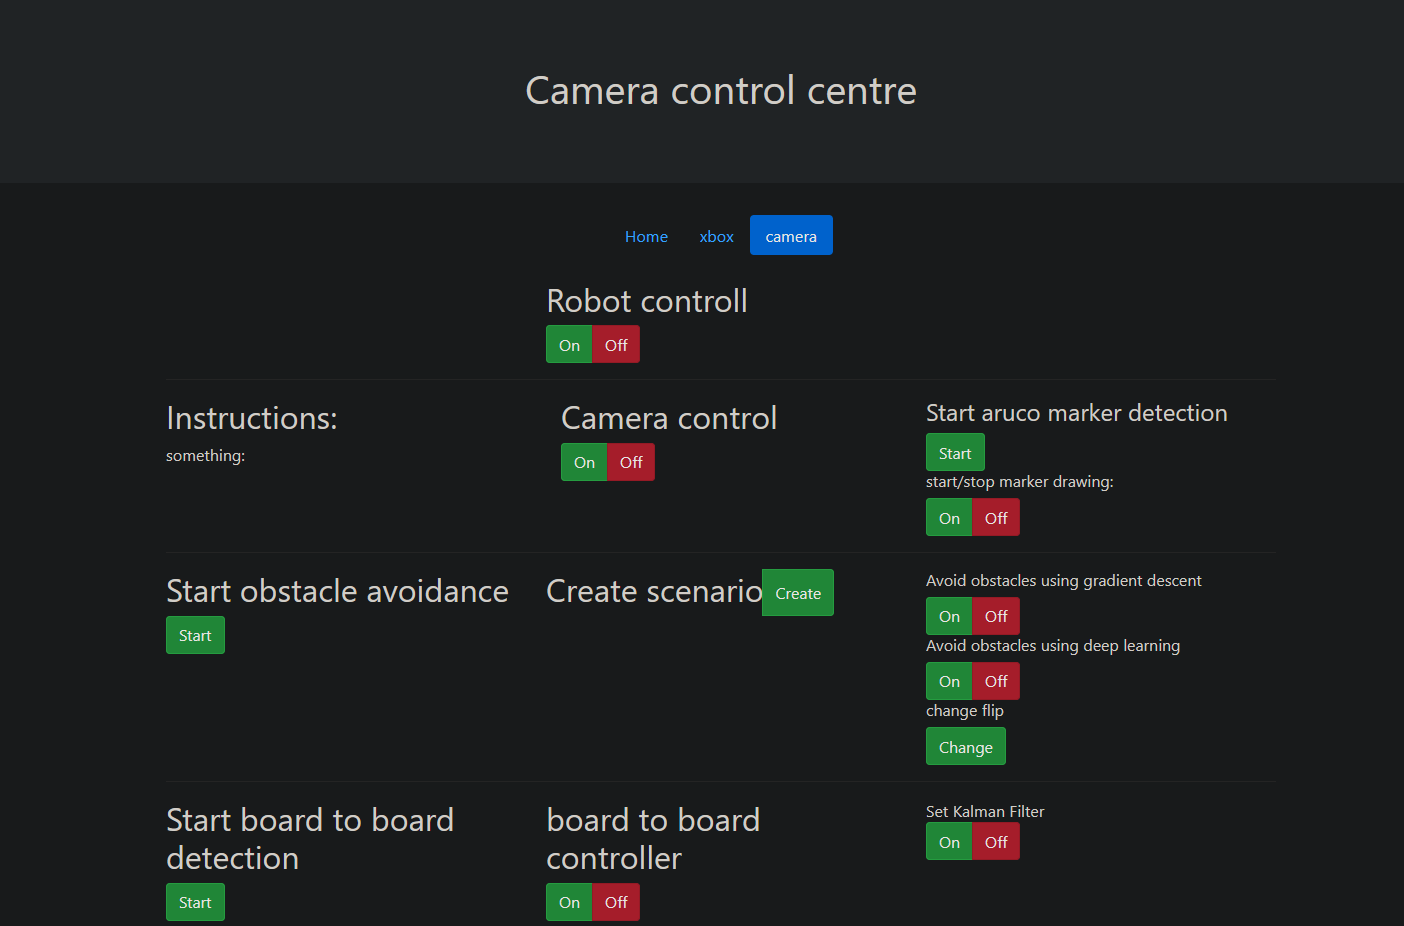 Camera control centre
Home xbox camera
Robot controll
On Off
Instructions:
something:
Camera control
On Off
Start aruco marker detection
Start
start/stop marker drawing:
On Off
Start obstacle avoidance
Start
Create scenario Create
Avoid obstacles using gradient descent
On Off
Avoid obstacles using deep learning
On Off
change flip
Change
Start board to board
detection
Start
board to board
controller
On Off
Set Kalman Filter
On Off